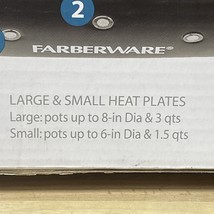 2
FARBERWARE®
LARGE & SMALL HEAT PLATES
Large: pots up to 8-in Dia & 3 qts
Small: pots up to 6-in Dia & 1.5 qts